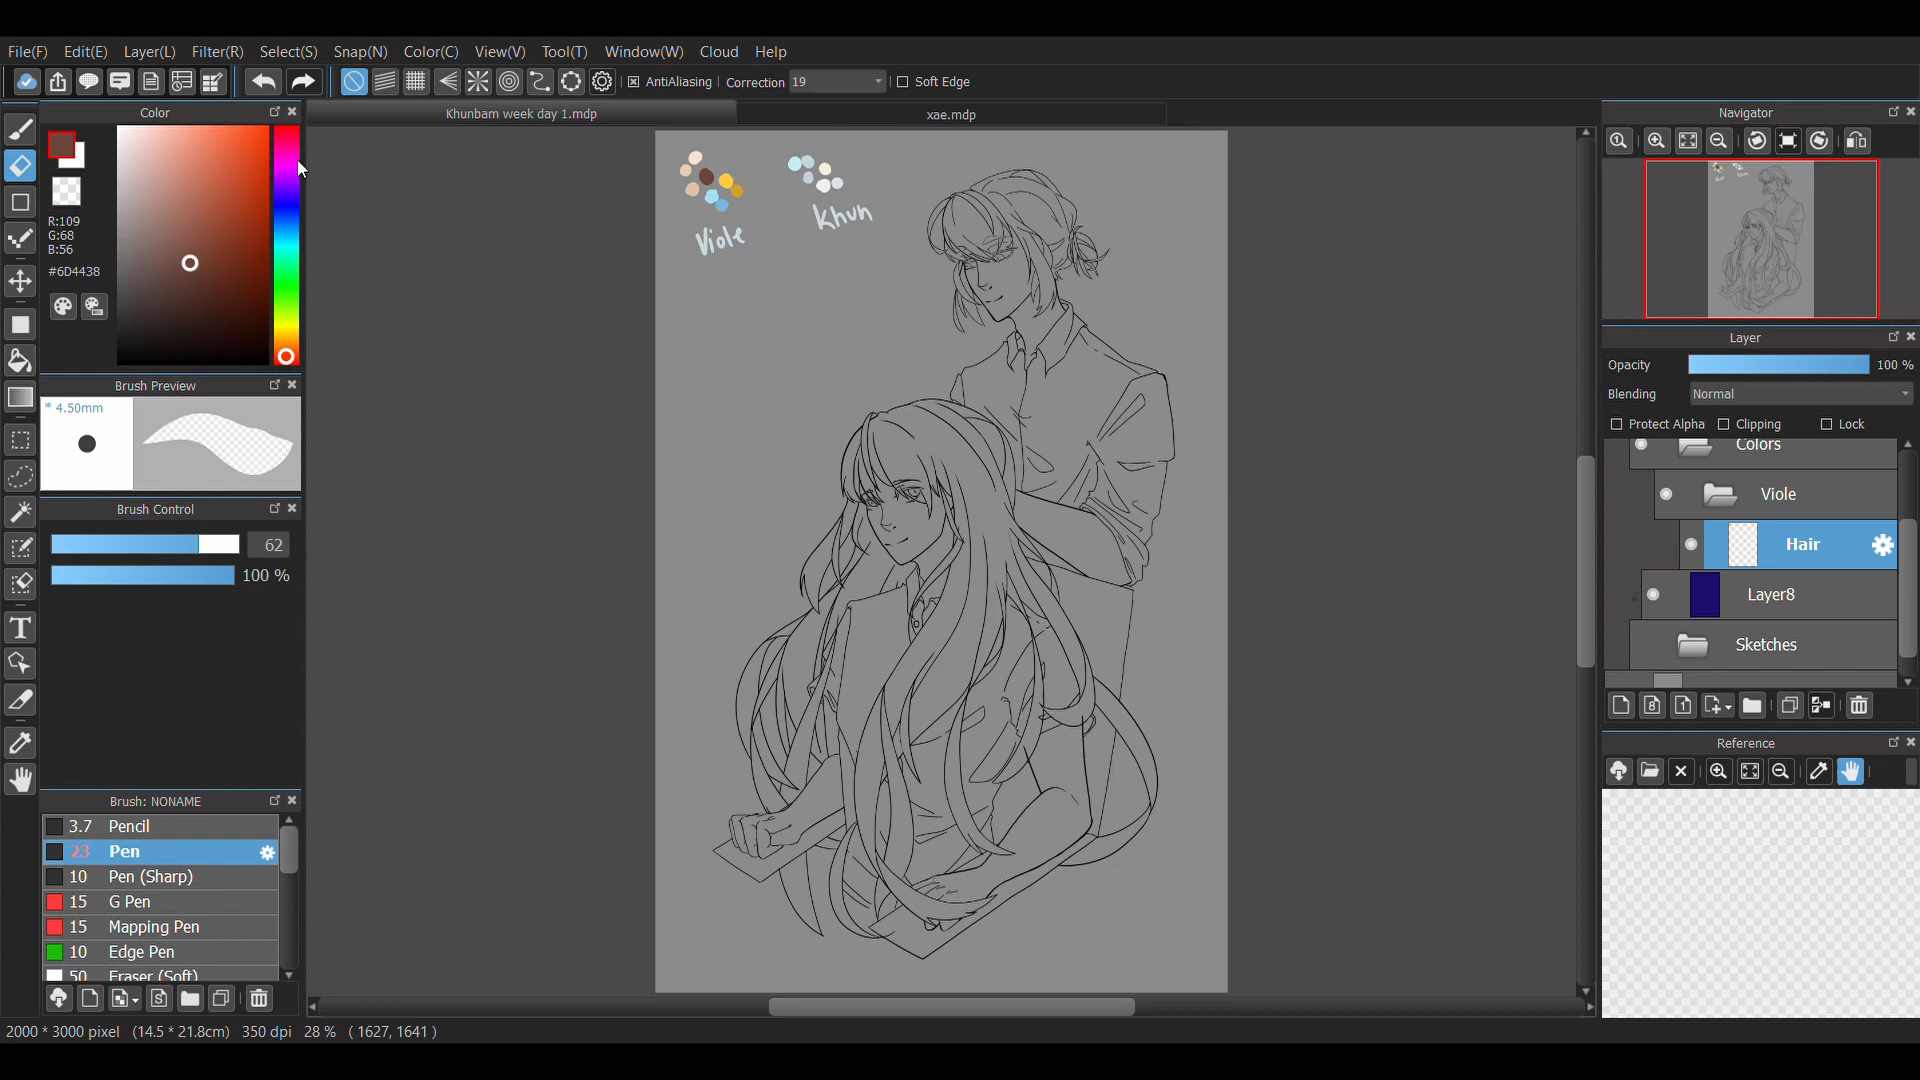 File(F) Edit(E) Layer(L) Filter(R) Select(S) Snap(N) Color(C) View(V) Tool(T) Window(W) Cloud Help
AntiAliasing Correction 19 Soft Edge
Color
Khunbam week day 1.mdp
xae.mdp
Navigator
R:109
G:68
B:56
#6D4438
Viole
Khun
Brush Preview
* 4.50mm
Brush Control
62
100 %
Brush: NONAME
3.7 Pencil
23 Pen
10 Pen (Sharp)
15 G Pen
15 Mapping Pen
10 Edge Pen
50 Eraser (Soft)
Layer
Opacity 100 %
Blending Normal
Protect Alpha Clipping Lock
Colors
Viole
Hair
Layer8
Sketches
8
1
Reference
2000 * 3000 pixel (14.5 * 21.8cm) 350 dpi 28 % ( 1627, 1641 )